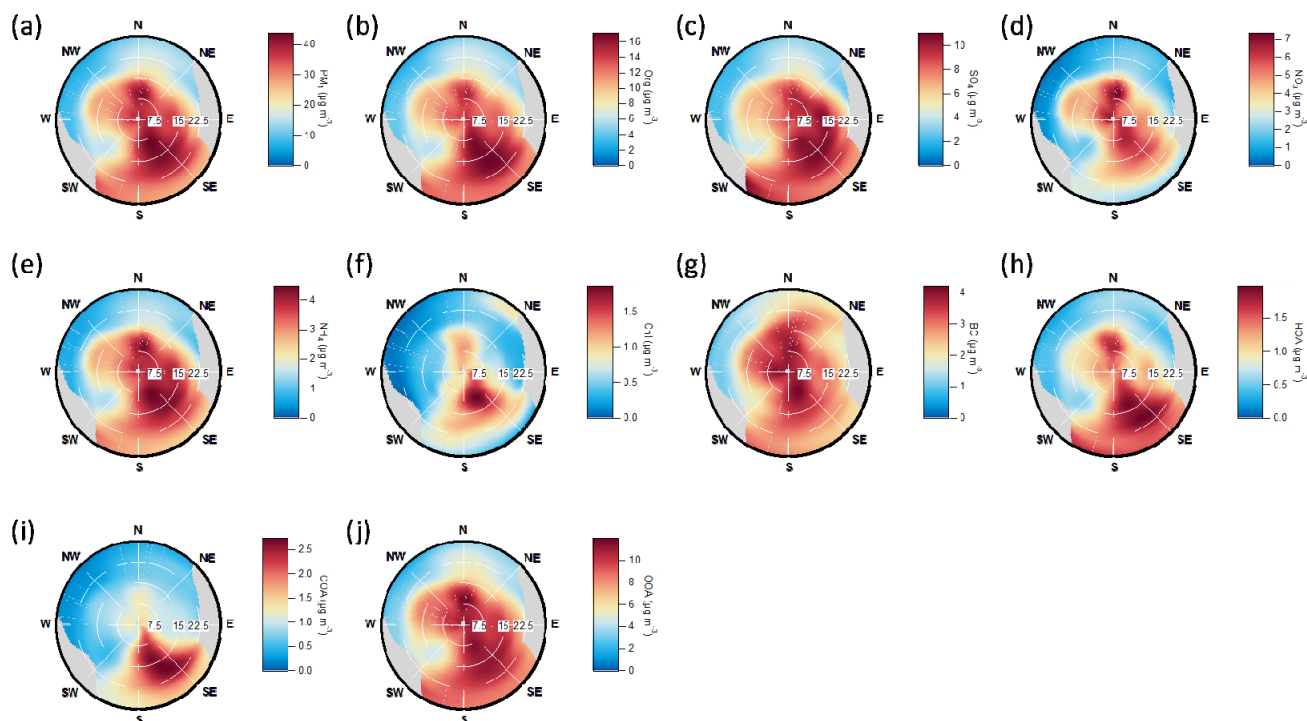 (a)
N
NW
NE
W
E
7.5 15 22.5
SW
SE
S
40
30
20
10
0
PM₁ (µg m⁻³)
(b)
N
NW
NE
W
E
7.5 15 22.5
SW
SE
S
16
14
12
10
8
6
4
2
0
Org (µg m⁻³)
(c)
N
NW
NE
W
E
7.5 15 22.5
SW
SE
S
10
8
6
4
2
0
SO₄ (µg m⁻³)
(d)
N
NW
NE
W
E
7.5 15 22.5
SW
SE
S
7
6
5
4
3
2
1
0
NO₃ (µg m⁻³)
(e)
N
NW
NE
W
E
7.5 15 22.5
SW
SE
S
4
3
2
1
0
NH₄ (µg m⁻³)
(f)
N
NW
NE
W
E
7.5 15 22.5
SW
SE
S
1.5
1.0
0.5
0.0
(µg m⁻³)
(g)
N
NW
NE
W
E
7.5 15 22.5
SW
SE
S
4
3
2
1
0
BC (µg m⁻³)
(h)
N
NW
NE
W
E
7.5 15 22.5
SW
SE
S
1.5
1.0
0.5
0.0
(µg m⁻³)
(i)
N
NW
NE
W
E
7.5 15 22.5
SW
SE
S
2.5
2.0
1.5
1.0
0.5
0.0
COA (µg m⁻³)
(j)
N
NW
NE
W
E
7.5 15 22.5
SW
SE
S
10
8
6
4
2
0
OOA (µg m⁻³)